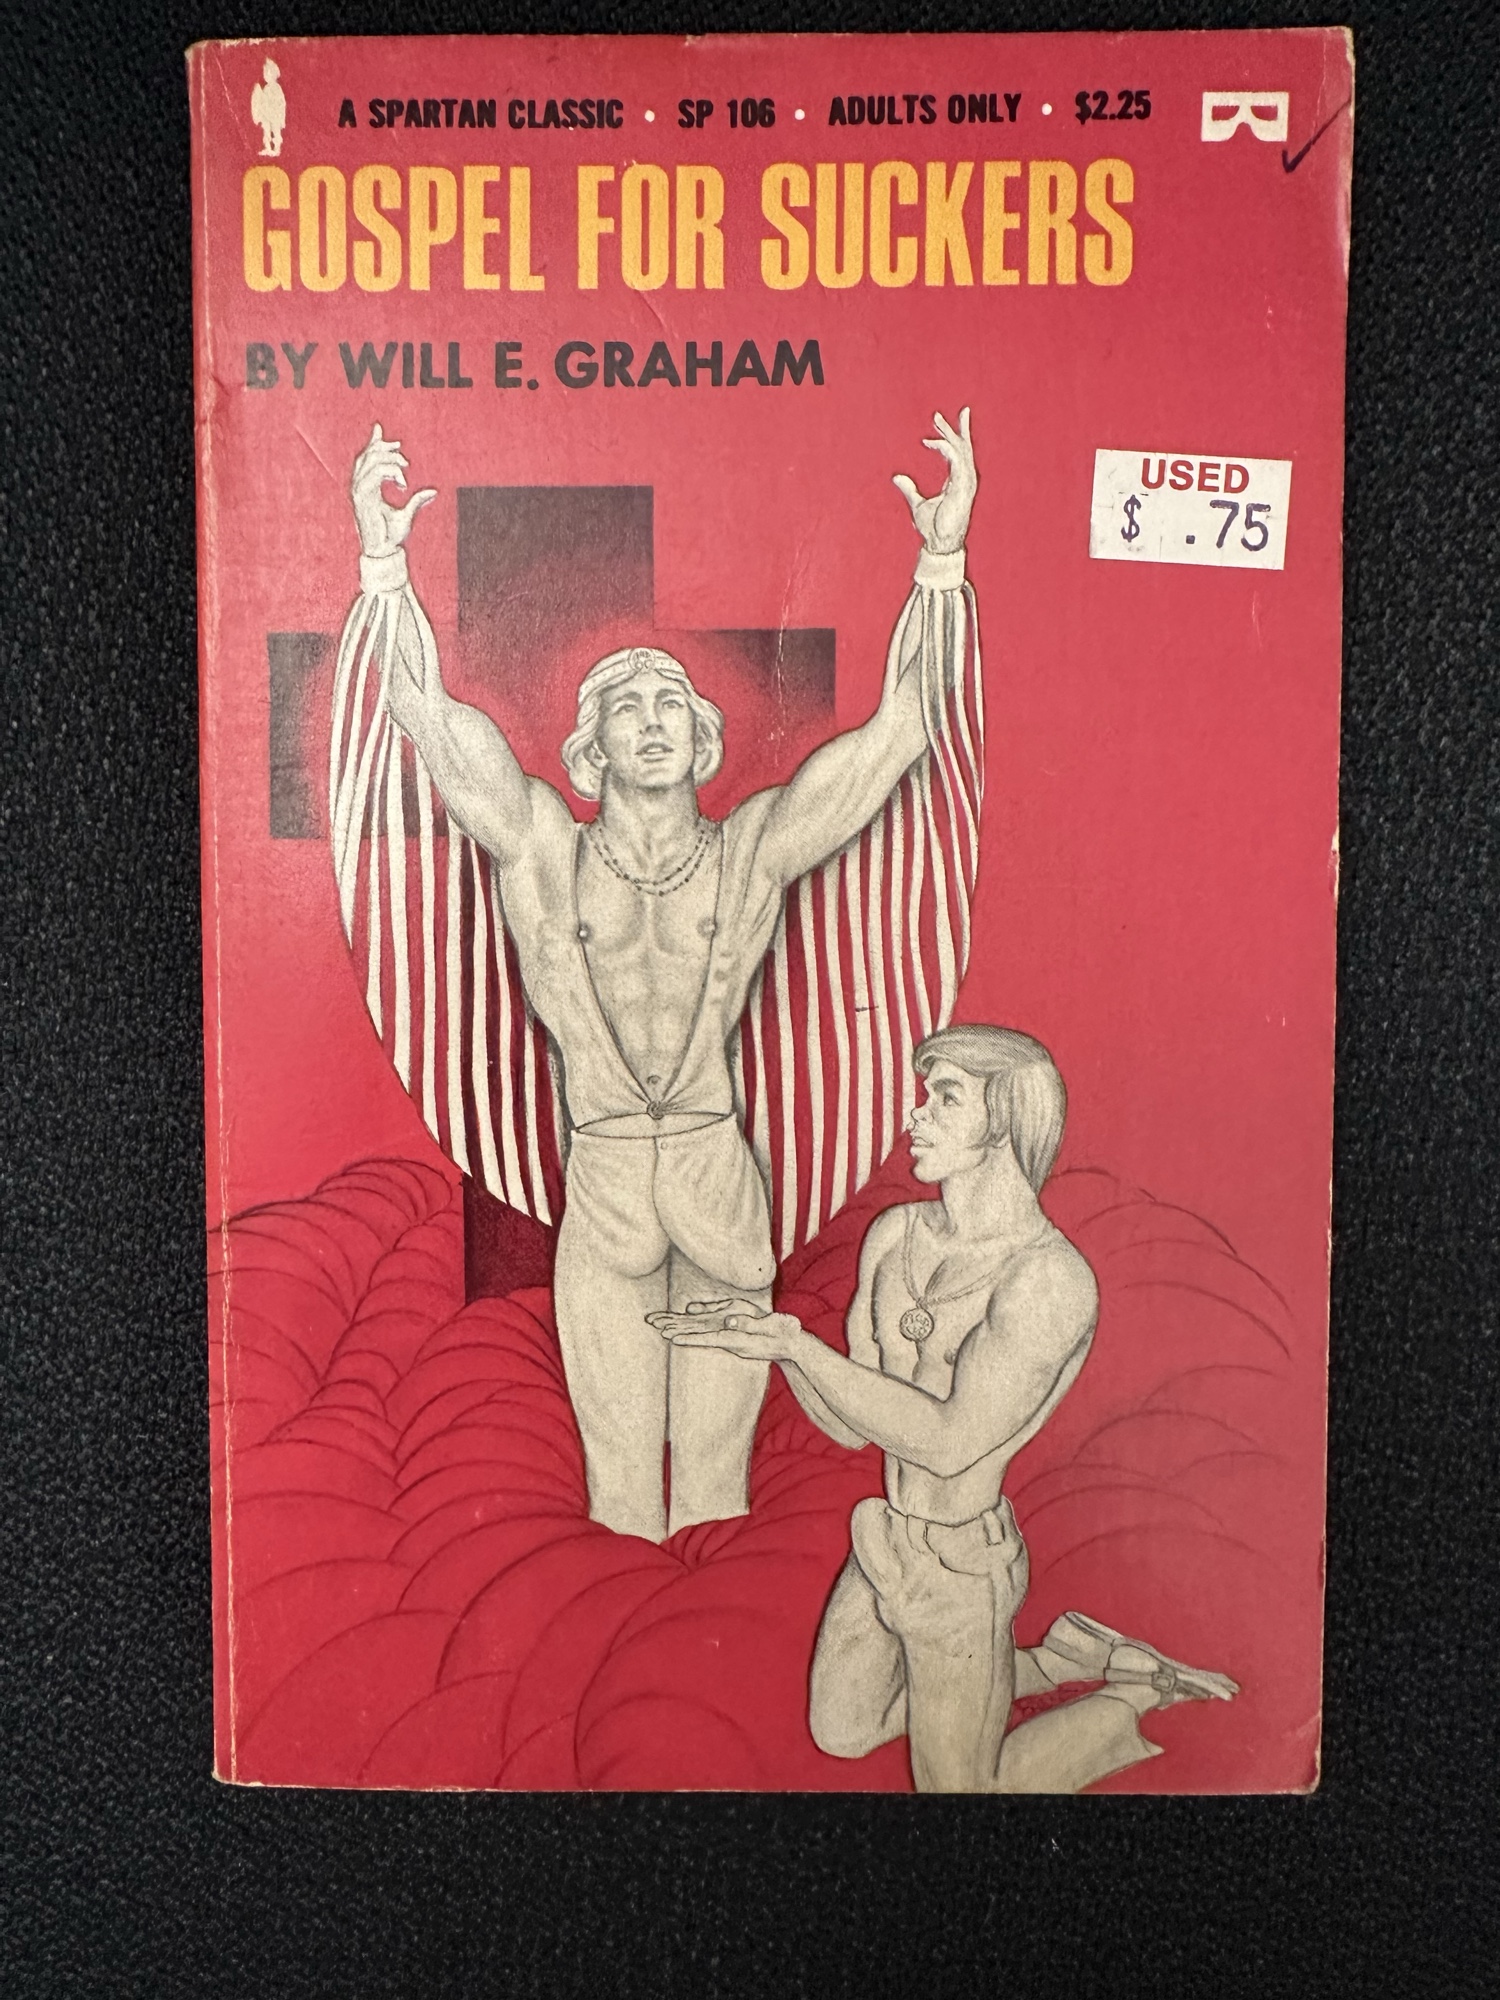 A SPARTAN CLASSIC • SP 106 • ADULTS ONLY • $2.25
GOSPEL FOR SUCKERS
BY WILL E. GRAHAM
USED
$ .75